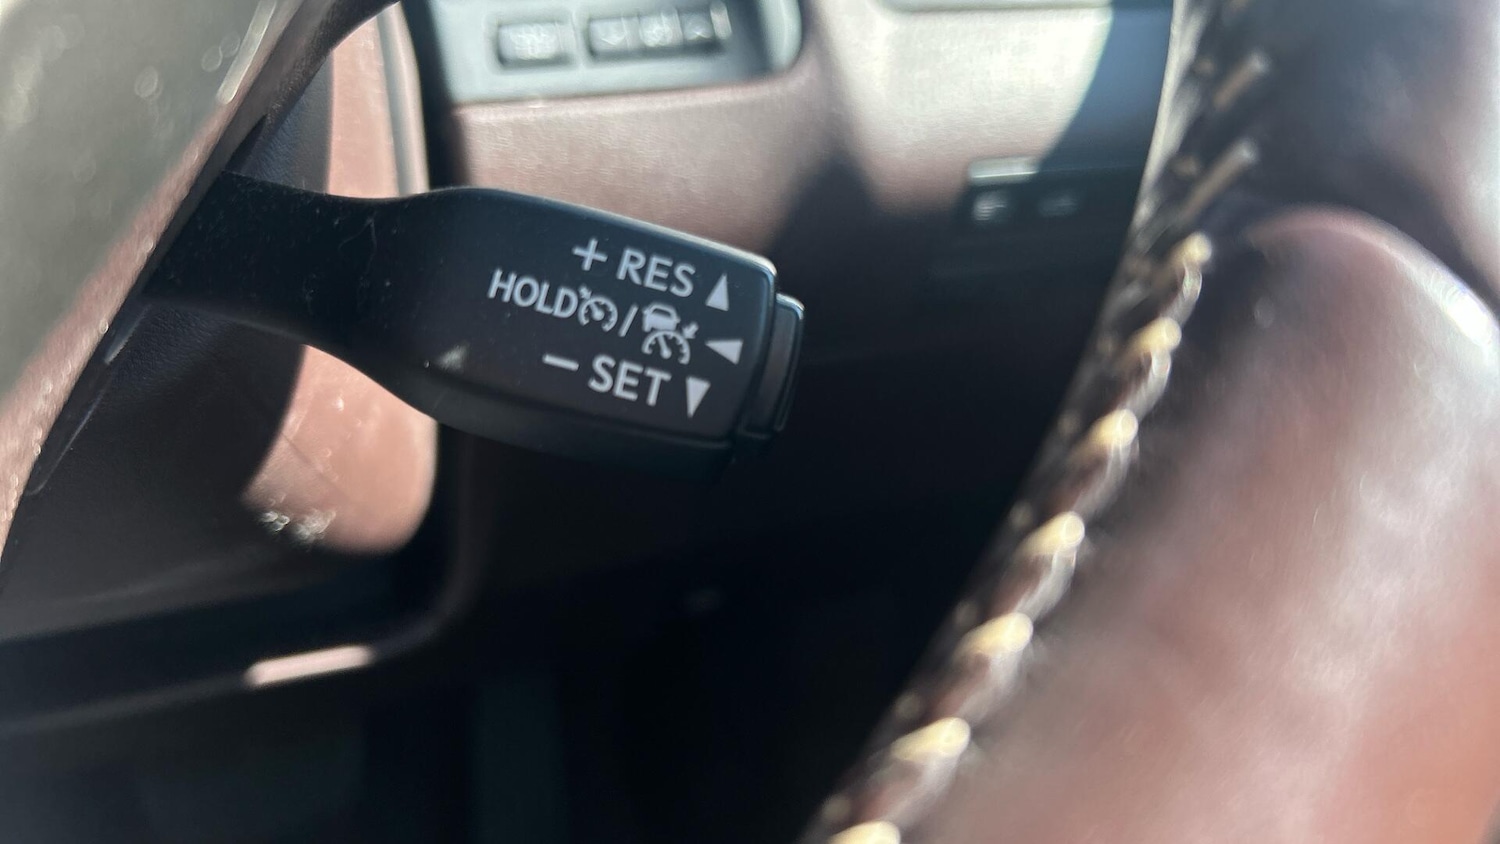 + RES ▲
HOLD / ◀
− SET ▼